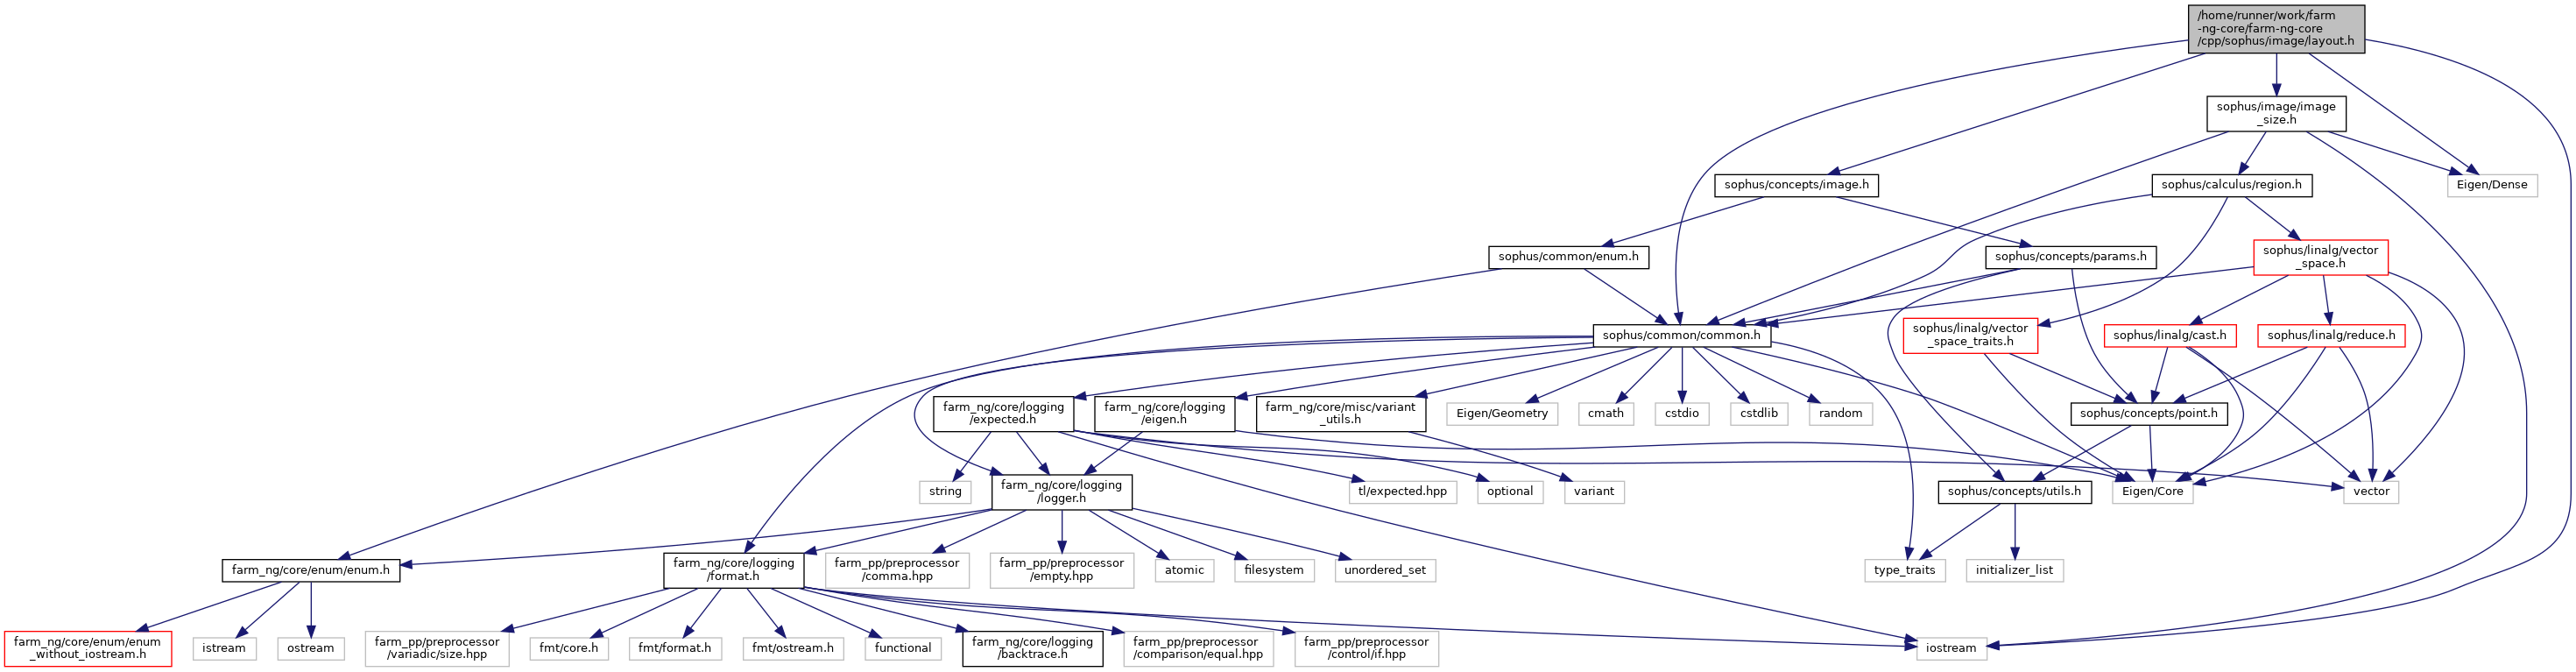 /home/runner/work/farm
-ng-core/farm-ng-core
/cpp/sophus/image/layout.h
sophus/image/image
_size.h
sophus/concepts/image.h
sophus/calculus/region.h
Eigen/Dense
sophus/common/enum.h
sophus/concepts/params.h
sophus/linalg/vector
_space.h
sophus/common/common.h
sophus/linalg/vector
_space_traits.h
sophus/linalg/cast.h
sophus/linalg/reduce.h
farm_ng/core/logging
/expected.h
farm_ng/core/logging
/eigen.h
farm_ng/core/misc/variant
_utils.h
Eigen/Geometry
cmath
cstdio
cstdlib
random
sophus/concepts/point.h
string
farm_ng/core/logging
/logger.h
tl/expected.hpp
optional
variant
sophus/concepts/utils.h
Eigen/Core
vector
farm_ng/core/enum/enum.h
farm_ng/core/logging
/format.h
farm_pp/preprocessor
/comma.hpp
farm_pp/preprocessor
/empty.hpp
atomic
filesystem
unordered_set
type_traits
initializer_list
farm_ng/core/enum/enum
_without_iostream.h
istream
ostream
farm_pp/preprocessor
/variadic/size.hpp
fmt/core.h
fmt/format.h
fmt/ostream.h
functional
farm_ng/core/logging
/backtrace.h
farm_pp/preprocessor
/comparison/equal.hpp
farm_pp/preprocessor
/control/if.hpp
iostream